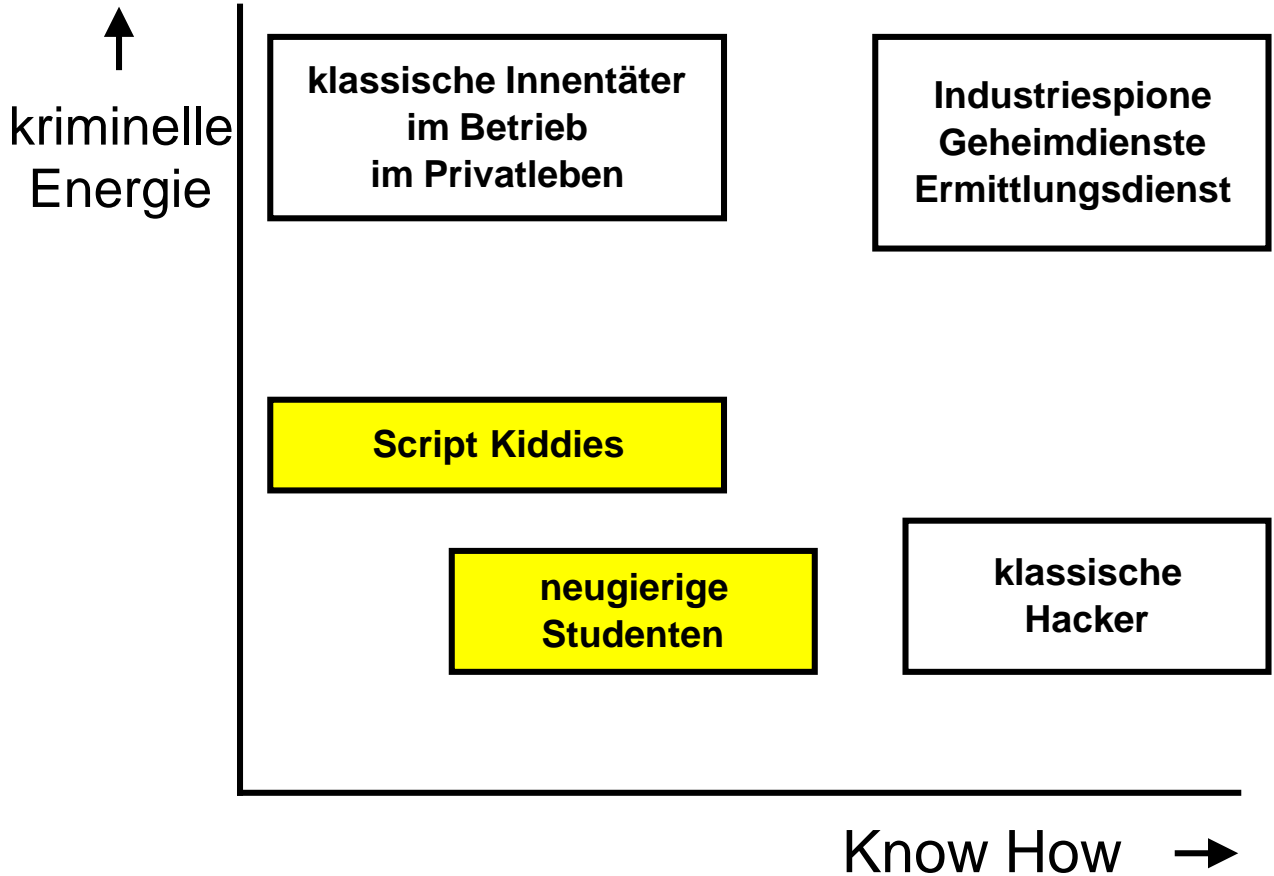 kriminelle
Energie
klassische Innentäter
im Betrieb
im Privatleben
Industriespione
Geheimdienste
Ermittlungsdienst
Script Kiddies
neugierige
Studenten
klassische
Hacker
Know How